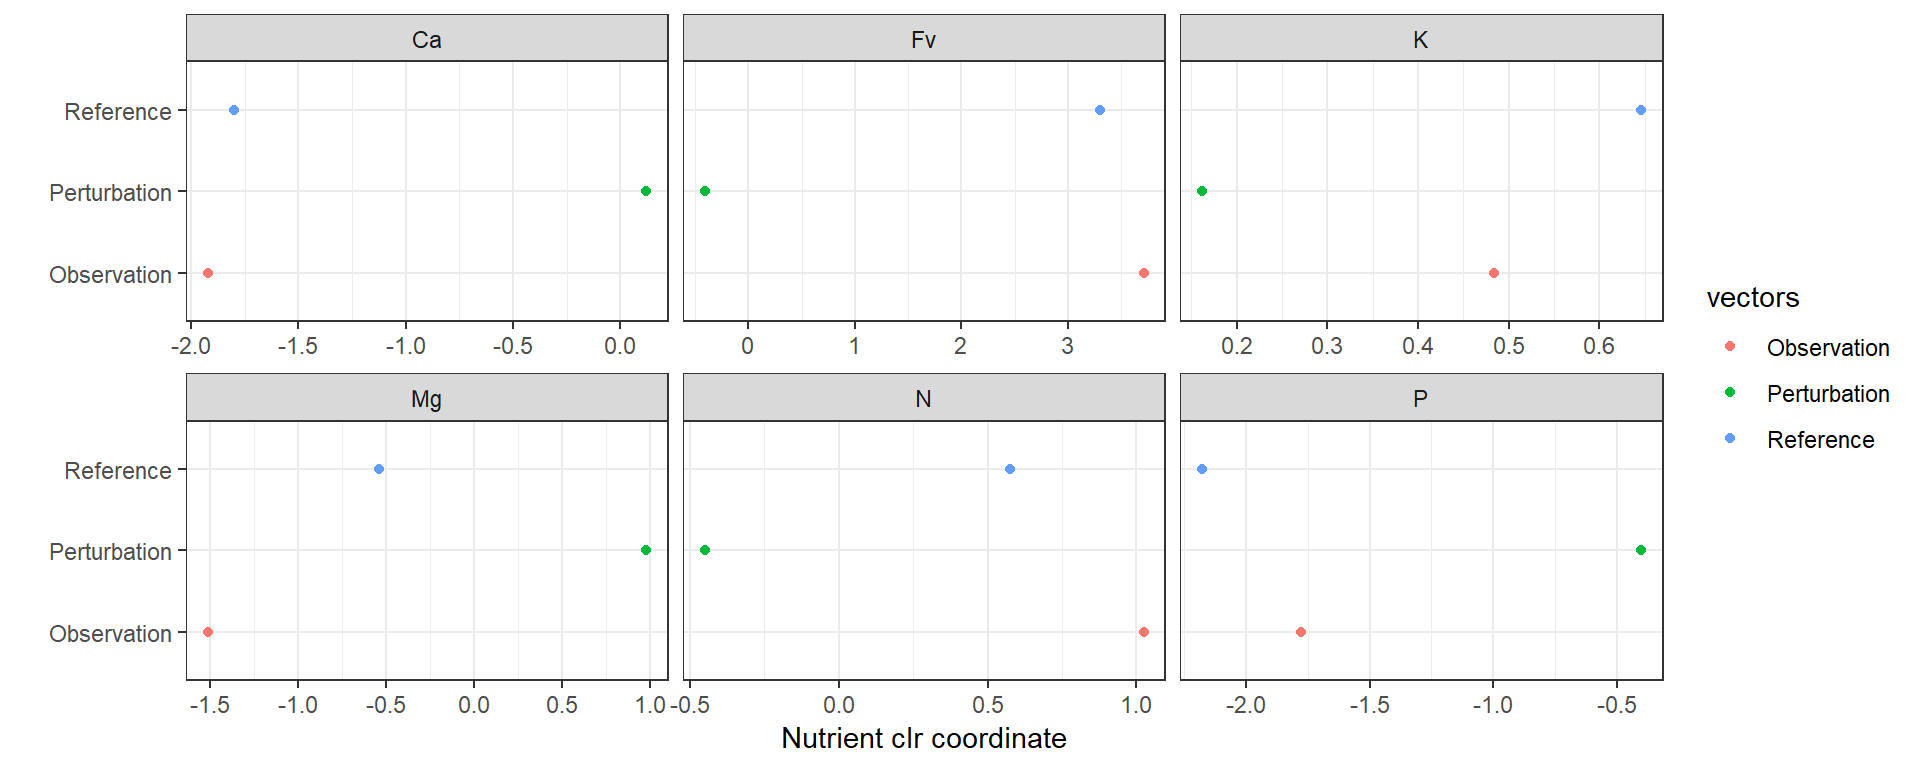 Ca Fv K
Reference
Perturbation
Observation
-2.0 -1.5 -1.0 -0.5 0.0 0 1 2 3 0.2 0.3 0.4 0.5 0.6
Mg N P
Reference
Perturbation
Observation
-1.5 -1.0 -0.5 0.0 0.5 1.0 -0.5 0.0 0.5 1.0 -2.0 -1.5 -1.0 -0.5
Nutrient clr coordinate
vectors
Observation
Perturbation
Reference